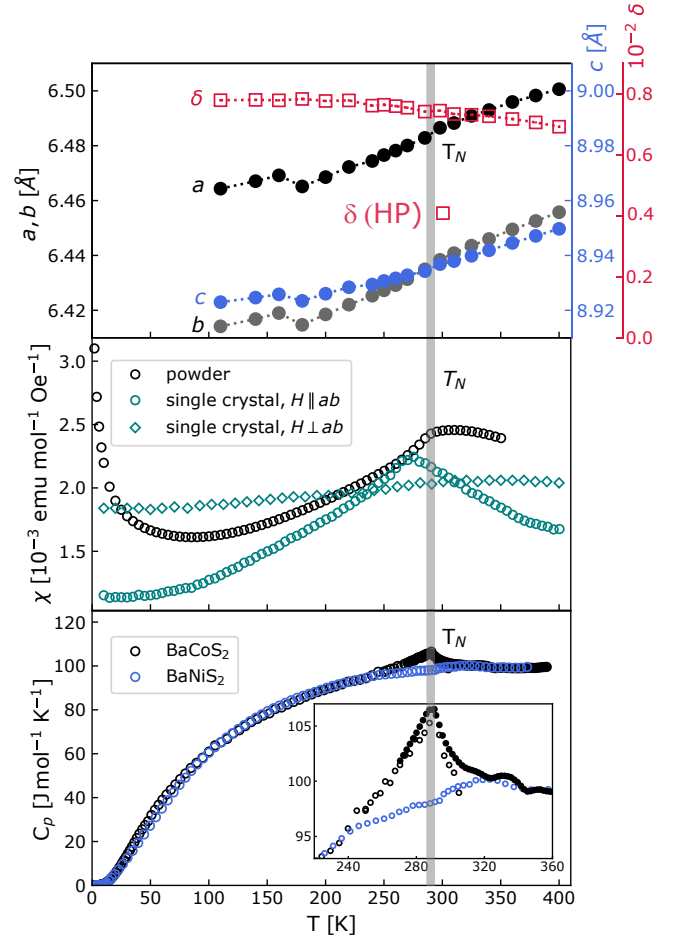 c [Å]
10⁻² δ
6.50
6.48
6.46
6.44
6.42
a, b [Å]
9.00
8.98
8.96
8.94
8.92
0.8
0.6
0.4
0.2
0.0
δ
a
c
b
T_N
δ (HP)
3.0
2.5
2.0
1.5
χ [10⁻³ emu mol⁻¹ Oe⁻¹]
powder
single crystal, H ∥ ab
single crystal, H ⊥ ab
T_N
120
100
80
60
40
20
0
C_p [J mol⁻¹ K⁻¹]
BaCoS₂
BaNiS₂
T_N
105
99
95
240
280
320
360
0
50
100
150
200
250
300
350
400
T [K]